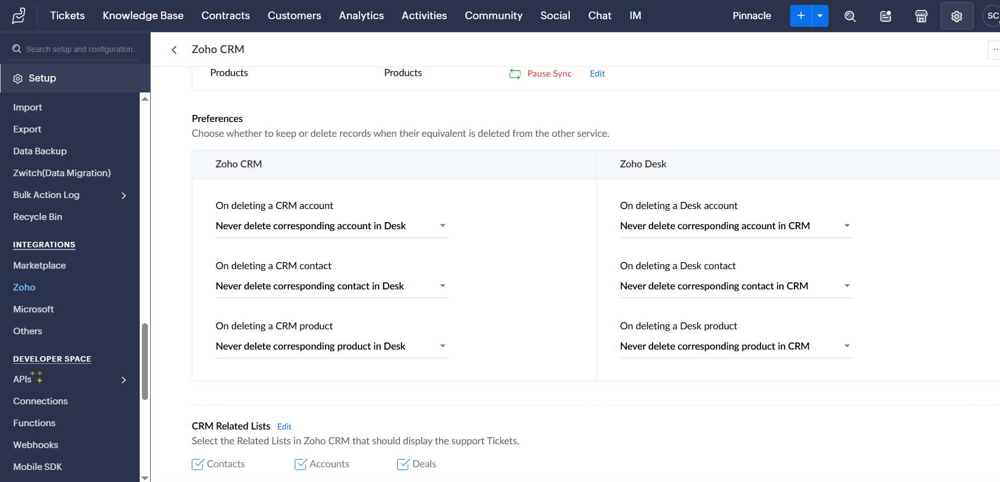 Tickets Knowledge Base Contracts Customers Analytics Activities Community Social Chat IM Pinnacle SC
Search setup and configuration..
Setup
Import
Export
Data Backup
Zwitch(Data Migration)
Bulk Action Log
Recycle Bin
INTEGRATIONS
Marketplace
Zoho
Microsoft
Others
DEVELOPER SPACE
APIs
Connections
Functions
Webhooks
Mobile SDK
Zoho CRM
Products Products Pause Sync Edit
Preferences
Choose whether to keep or delete records when their equivalent is deleted from the other service.
Zoho CRM Zoho Desk
On deleting a CRM account On deleting a Desk account
Never delete corresponding account in Desk Never delete corresponding account in CRM
On deleting a CRM contact On deleting a Desk contact
Never delete corresponding contact in Desk Never delete corresponding contact in CRM
On deleting a CRM product On deleting a Desk product
Never delete corresponding product in Desk Never delete corresponding product in CRM
CRM Related Lists Edit
Select the Related Lists in Zoho CRM that should display the support Tickets.
Contacts Accounts Deals